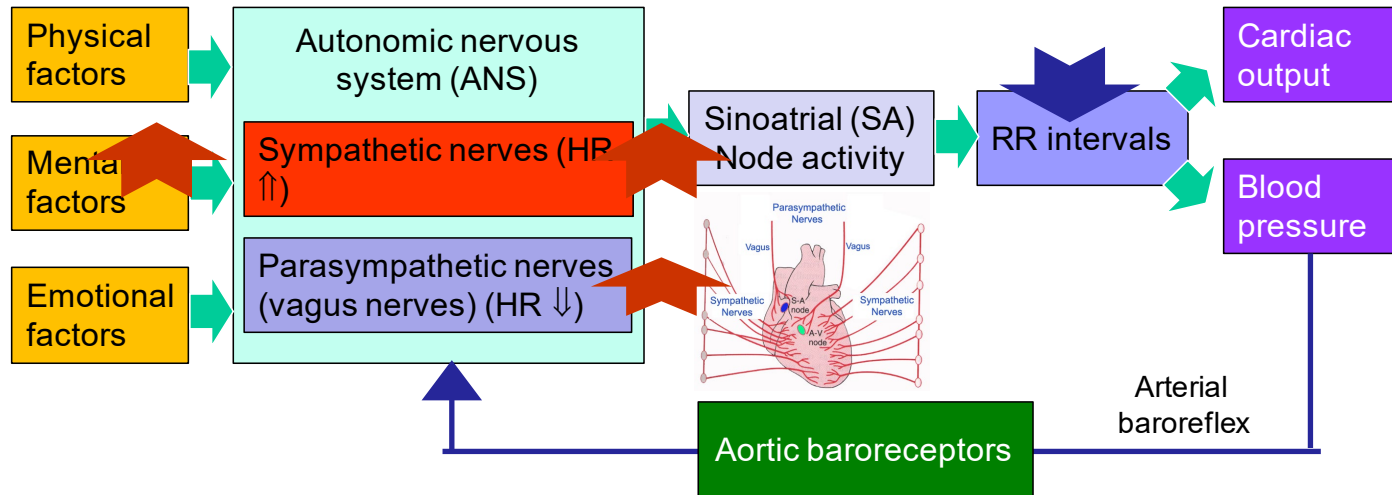 Physical
factors
Mental
factors
Emotional
factors
Autonomic nervous
system (ANS)
Sympathetic nerves (HR
⇑)
Parasympathetic nerves
(vagus nerves) (HR ⇓)
Sinoatrial (SA)
Node activity
RR intervals
Cardiac
output
Blood
pressure
Parasympathetic
Nerves
Vagus
Vagus
Sympathetic
Nerves
Sympathetic
Nerves
S-A
node
A-V
node
Arterial
baroreflex
Aortic baroreceptors